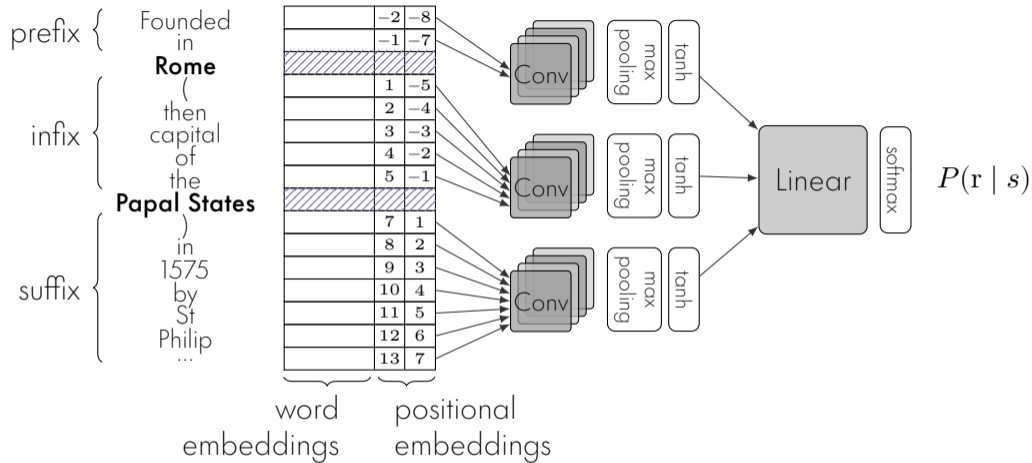 prefix
Founded
in
Rome
infix
(
then
capital
of
the
Papal States
suffix
)
in
1575
by
St
Philip
...
−2 −8
−1 −7
1 −5
2 −4
3 −3
4 −2
5 −1
7 1
8 2
9 3
10 4
11 5
12 6
13 7
word
embeddings
positional
embeddings
Conv
max
pooling
tanh
Conv
max
pooling
tanh
Conv
max
pooling
tanh
Linear
softmax
P(r | s)